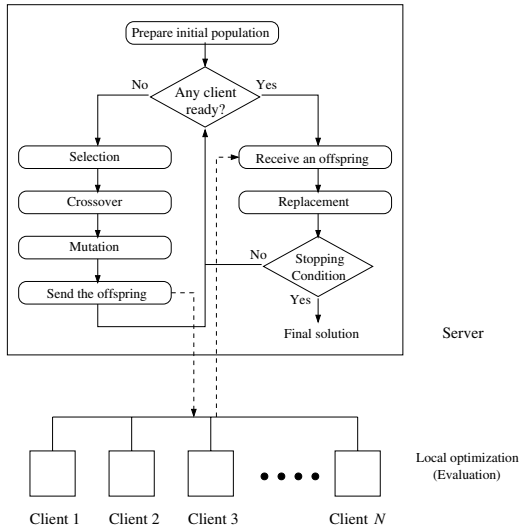 Prepare initial population
No
Any client
ready?
Yes
Selection
Receive an offspring
Crossover
Replacement
Mutation
No
Stopping
Condition
Send the offspring
Yes
Final solution
Server
Local optimization
(Evaluation)
Client 1
Client 2
Client 3
Client N